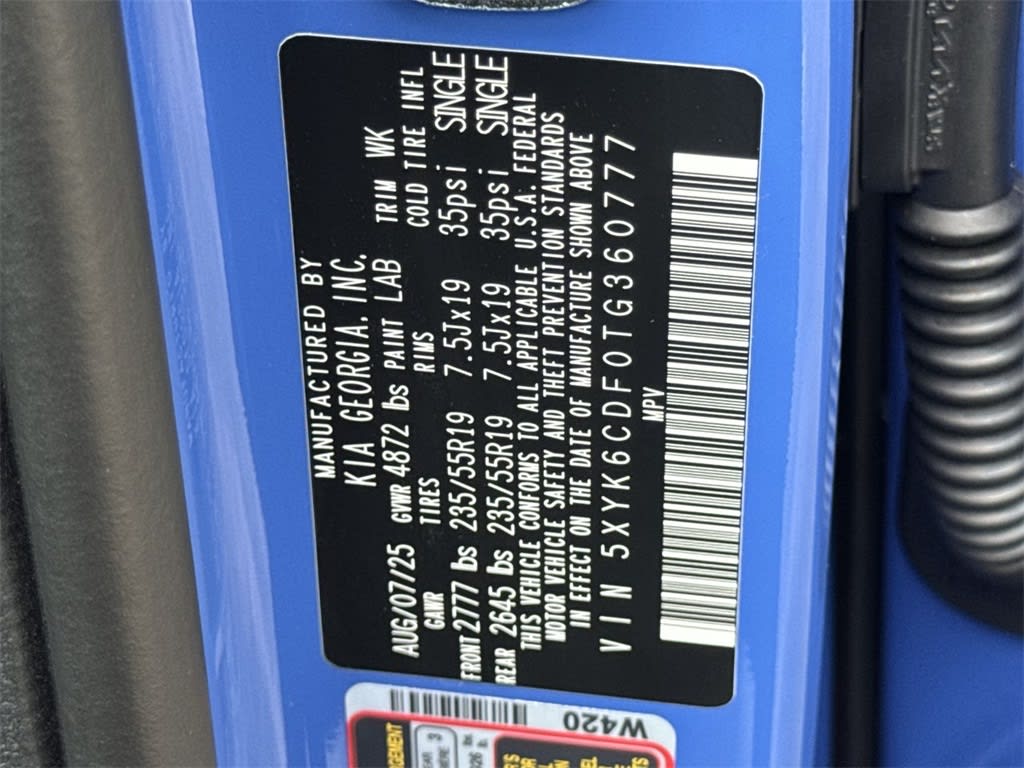 MANUFACTURED BY
KIA GEORGIA, INC.
AUG/07/25 GVWR 4872 lbs PAINT LAB TRIM WK
GAWR TIRES RIMS COLD TIRE INFL
FRONT 2777 lbs 235/55R19 7.5Jx19 35psi SINGLE
REAR 2645 lbs 235/55R19 7.5Jx19 35psi SINGLE
THIS VEHICLE CONFORMS TO ALL APPLICABLE U.S.A. FEDERAL
MOTOR VEHICLE SAFETY AND THEFT PREVENTION STANDARDS
IN EFFECT ON THE DATE OF MANUFACTURE SHOWN ABOVE
VIN 5XYK6CDF0TG360777
MPV
W420